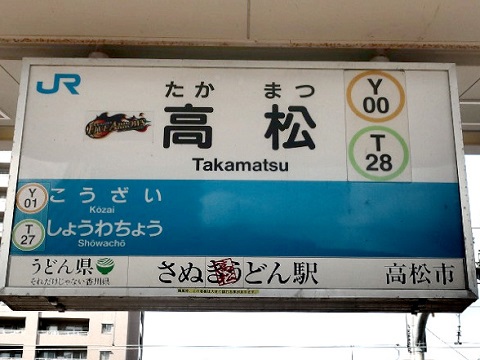 JR
たか まつ
高松
Takamatsu
Y
00
T
28
FIVE ARROWS
Y
01
こうざい
Kōzai
T
27
しょうわちょう
Shōwachō
うどん県
それだけじゃない香川県
さぬきうどん駅
高松市